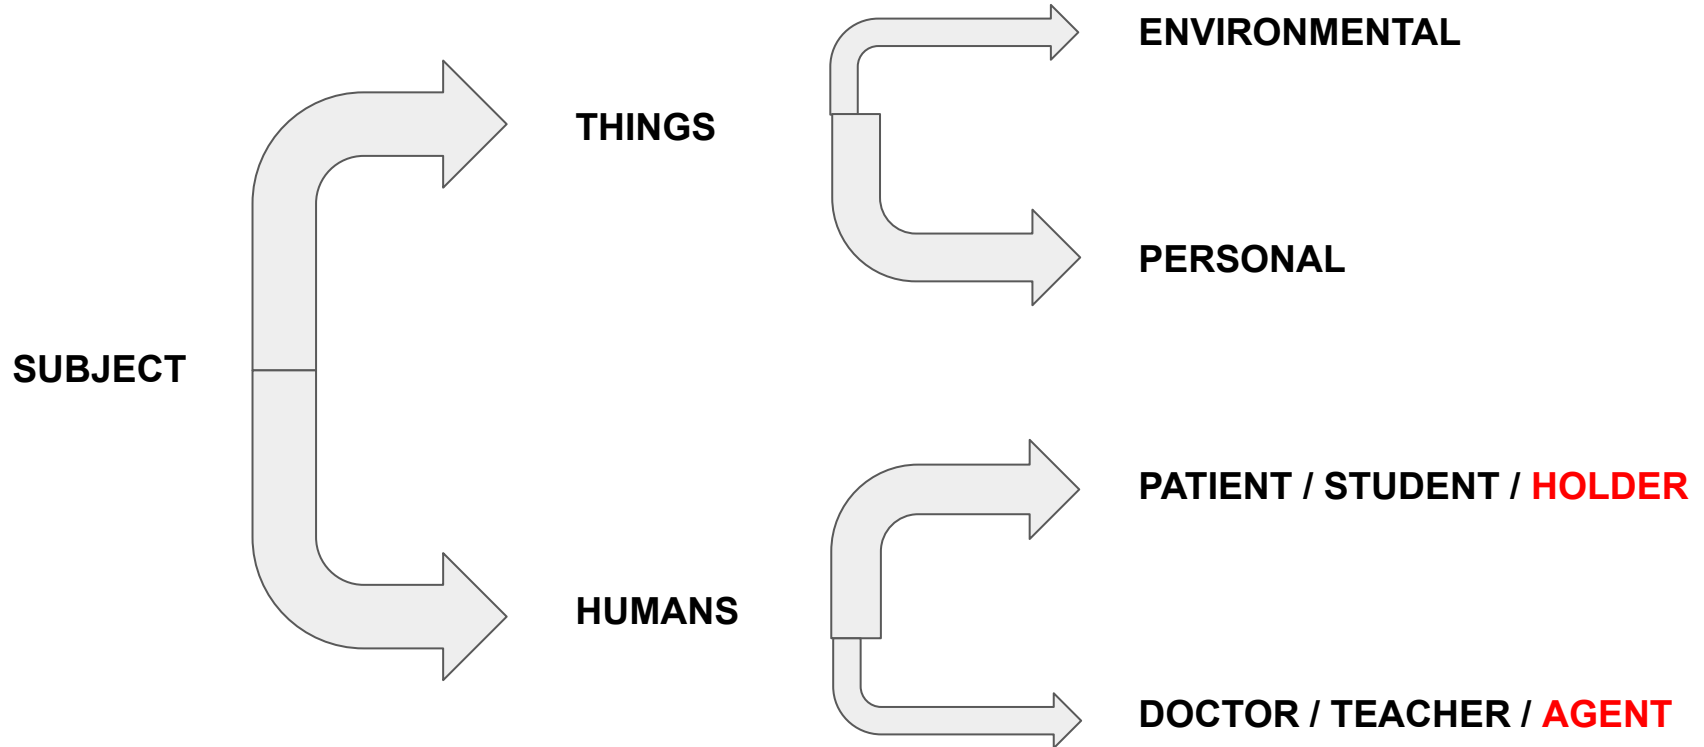 ENVIRONMENTAL
THINGS
PERSONAL
SUBJECT
PATIENT / STUDENT / HOLDER
HUMANS
DOCTOR / TEACHER / AGENT